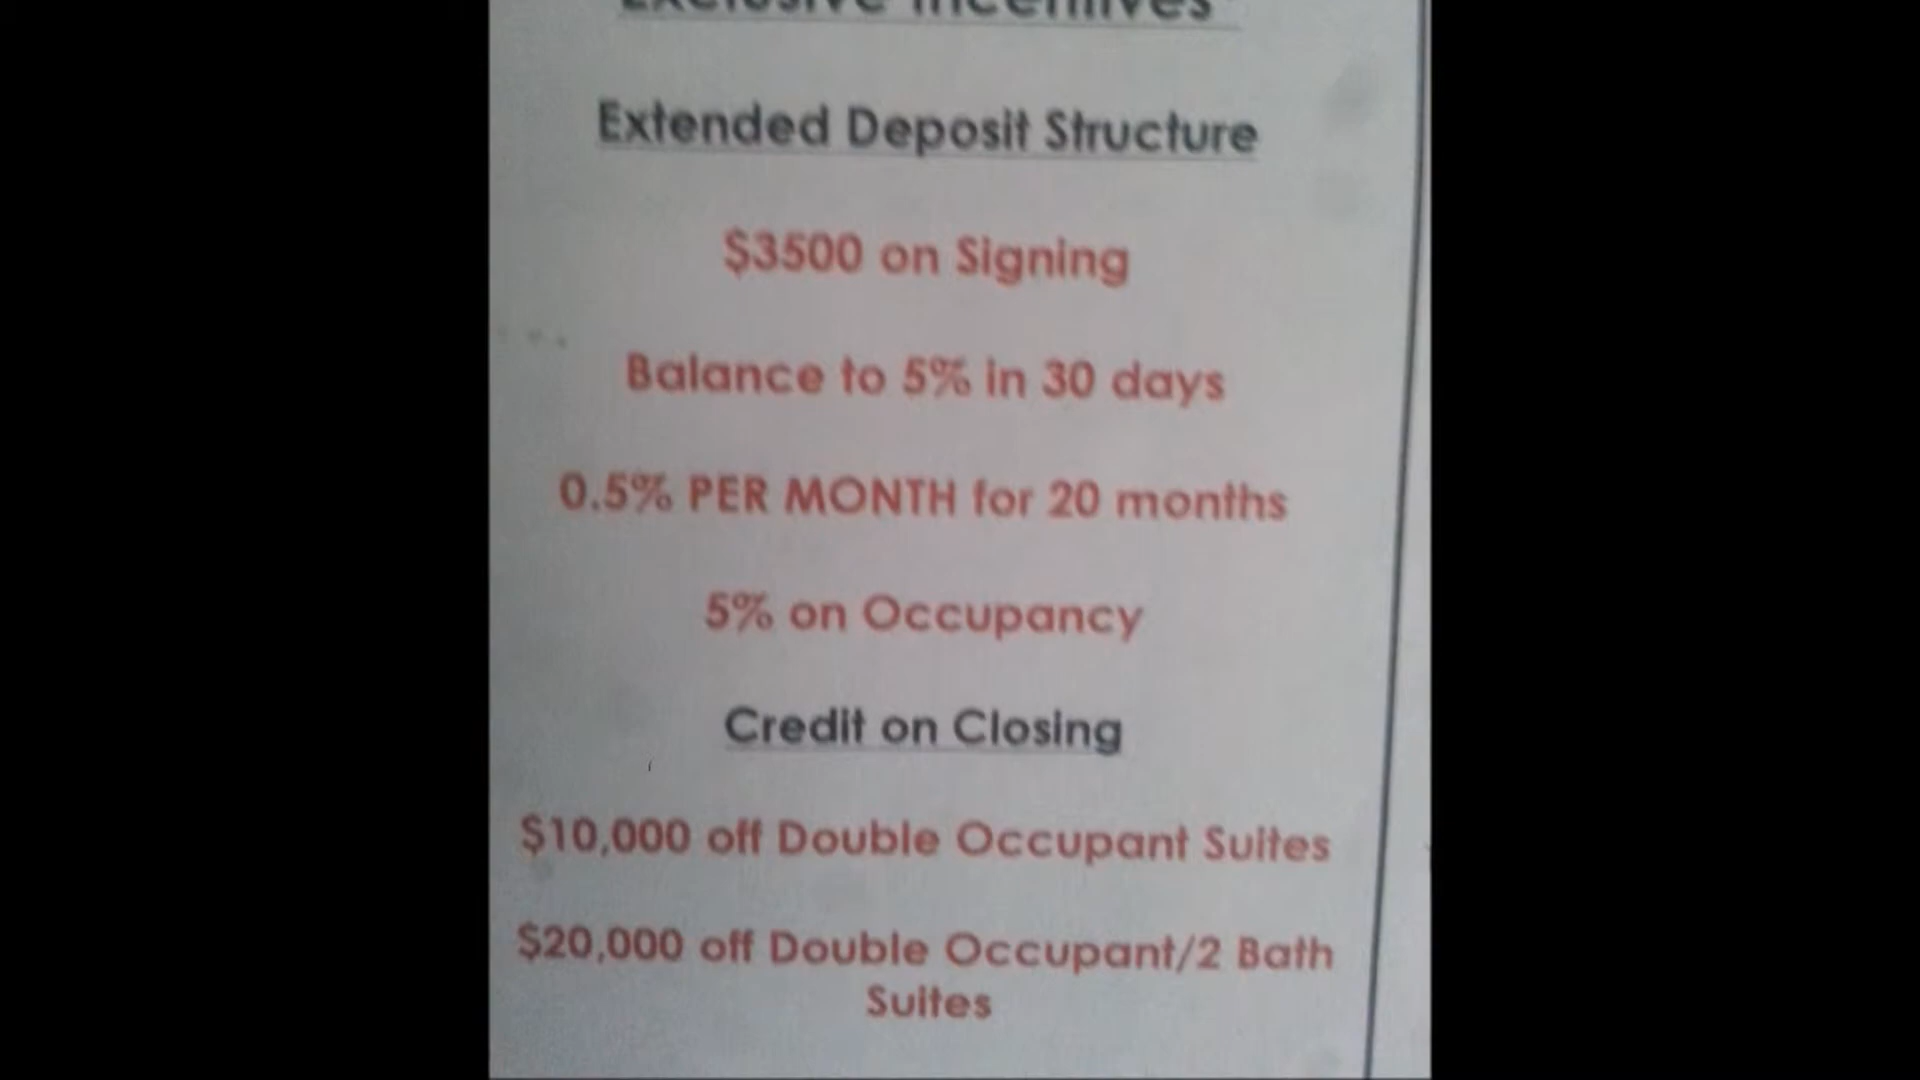 Exclusive Incentives
Extended Deposit Structure
$3500 on Signing
Balance to 5% in 30 days
0.5% PER MONTH for 20 months
5% on Occupancy
Credit on Closing
$10,000 off Double Occupant Suites
$20,000 off Double Occupant/2 Bath
Suites